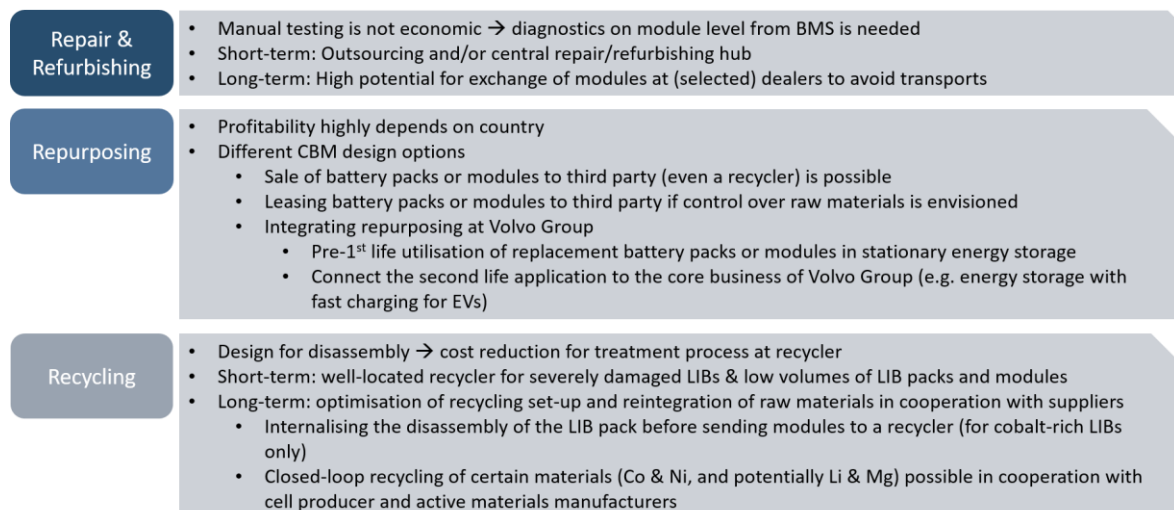 Repair &
Refurbishing
• Manual testing is not economic → diagnostics on module level from BMS is needed
• Short-term: Outsourcing and/or central repair/refurbishing hub
• Long-term: High potential for exchange of modules at (selected) dealers to avoid transports
Repurposing
• Profitability highly depends on country
• Different CBM design options
• Sale of battery packs or modules to third party (even a recycler) is possible
• Leasing battery packs or modules to third party if control over raw materials is envisioned
• Integrating repurposing at Volvo Group
• Pre-1st life utilisation of replacement battery packs or modules in stationary energy storage
• Connect the second life application to the core business of Volvo Group (e.g. energy storage with
fast charging for EVs)
Recycling
• Design for disassembly → cost reduction for treatment process at recycler
• Short-term: well-located recycler for severely damaged LIBs & low volumes of LIB packs and modules
• Long-term: optimisation of recycling set-up and reintegration of raw materials in cooperation with suppliers
• Internalising the disassembly of the LIB pack before sending modules to a recycler (for cobalt-rich LIBs
only)
• Closed-loop recycling of certain materials (Co & Ni, and potentially Li & Mg) possible in cooperation with
cell producer and active materials manufacturers